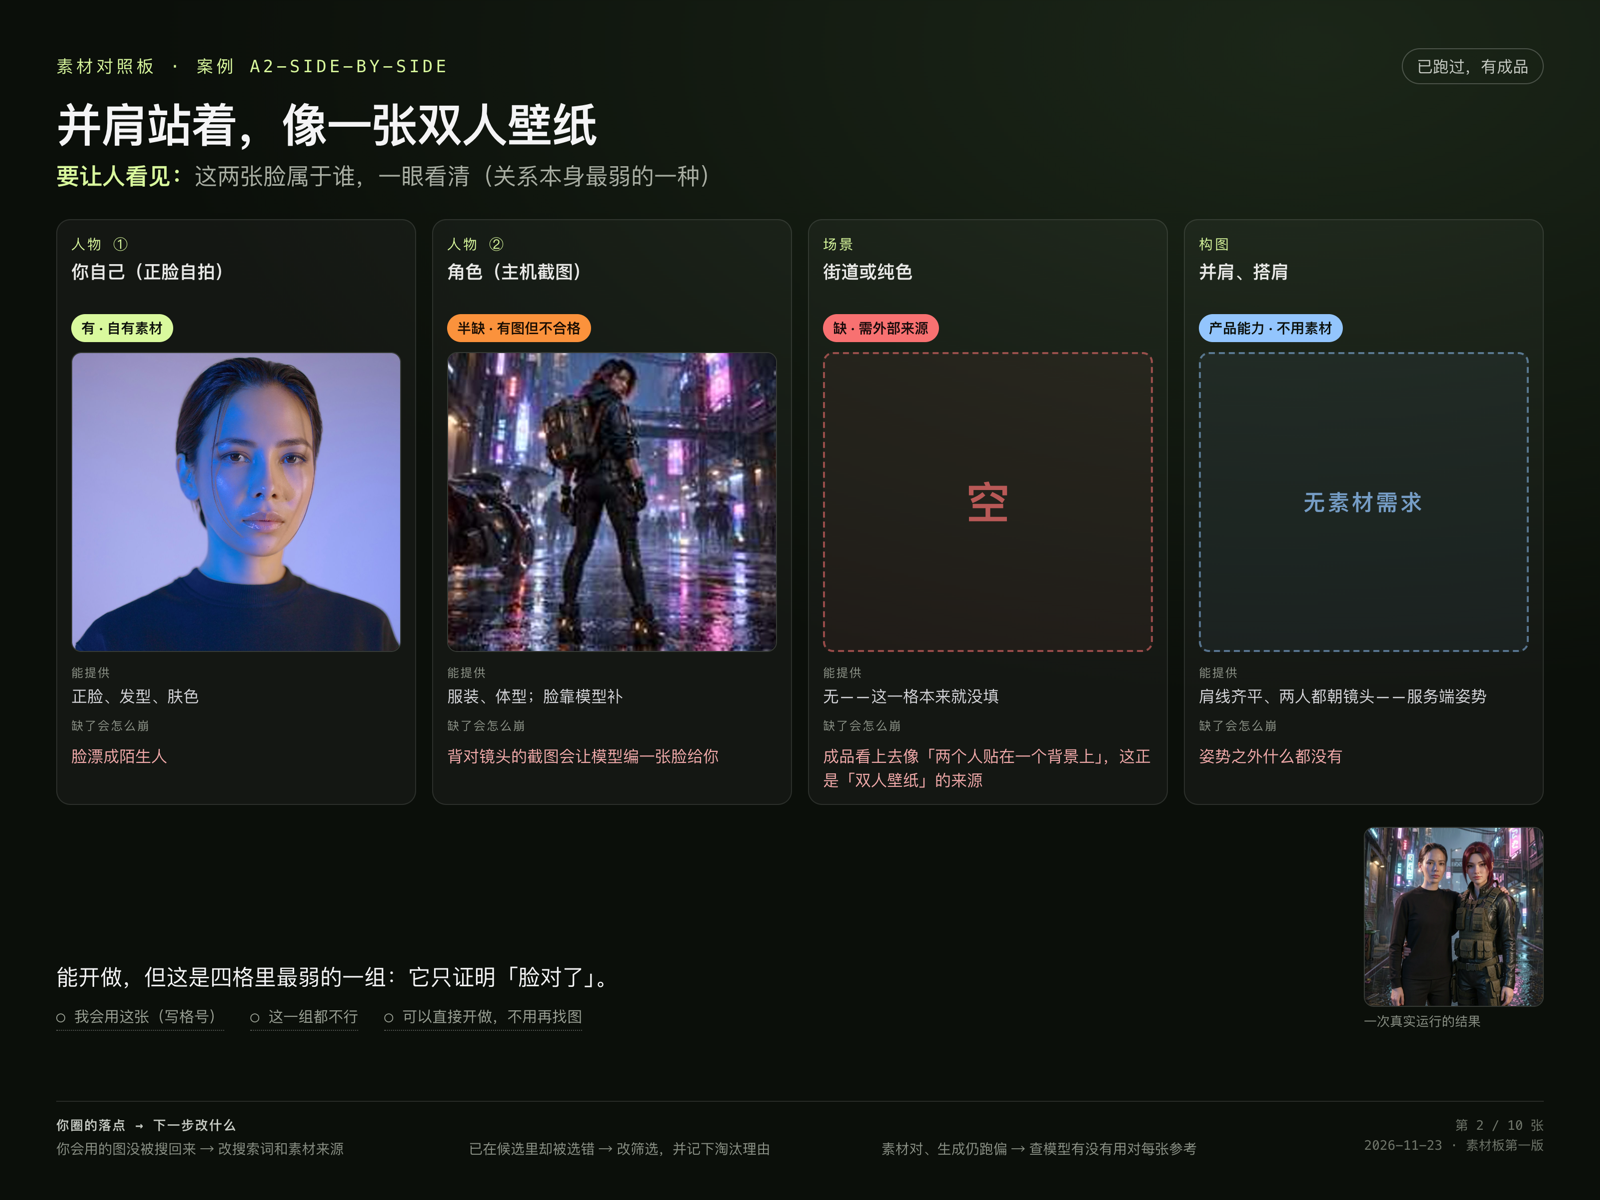 素材对照板 · 案例 A2-SIDE-BY-SIDE
已跑过，有成品
并肩站着，像一张双人壁纸
要让人看见：这两张脸属于谁，一眼看清（关系本身最弱的一种）
人物 ①
你自己（正脸自拍）
有·自有素材
能提供
正脸、发型、肤色
缺了会怎么崩
脸漂成陌生人
人物 ②
角色（主机截图）
半缺·有图但不合格
能提供
服装、体型；脸靠模型补
缺了会怎么崩
背对镜头的截图会让模型编一张脸给你
场景
街道或纯色
缺·需外部来源
空
能提供
无——这一格本来就没填
缺了会怎么崩
成品看上去像「两个人贴在一个背景上」，这正
是「双人壁纸」的来源
构图
并肩、搭肩
产品能力·不用素材
无素材需求
能提供
肩线齐平、两人都朝镜头——服务端姿势
缺了会怎么崩
姿势之外什么都没有
一次真实运行的结果
能开做，但这是四格里最弱的一组：它只证明「脸对了」。
○ 我会用这张（写格号）
○ 这一组都不行
○ 可以直接开做，不用再找图
你圈的落点 → 下一步改什么
你会用的图没被搜回来 → 改搜索词和素材来源
已在候选里却被选错 → 改筛选，并记下淘汰理由
素材对、生成仍跑偏 → 查模型有没有用对每张参考
第 2 / 10 张
2026-11-23 · 素材板第一版